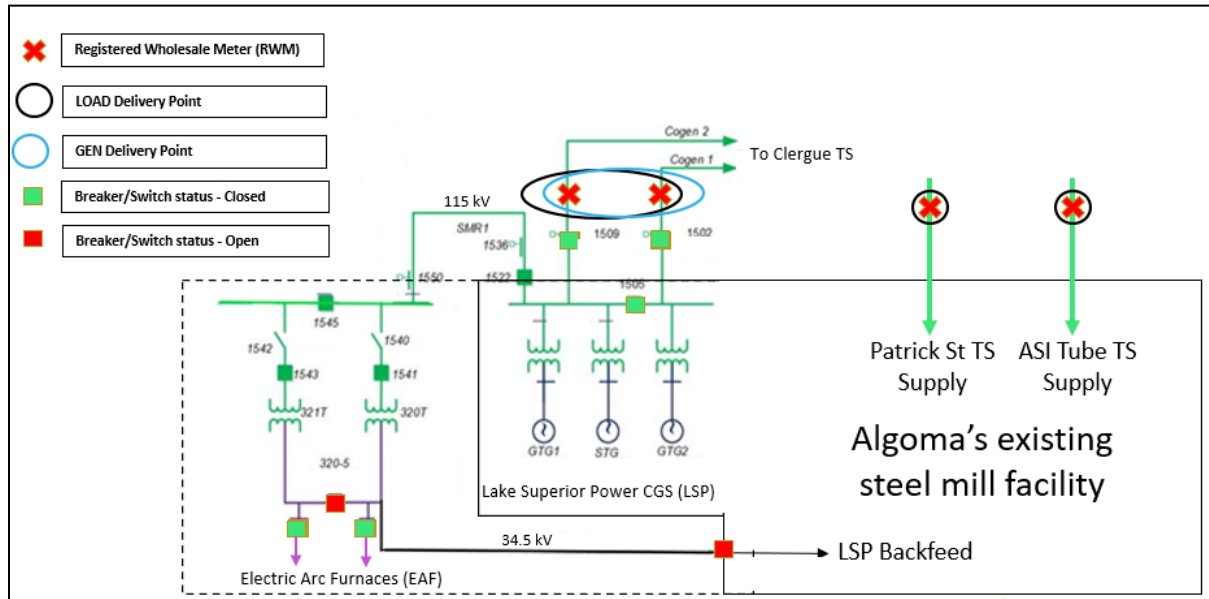 Registered Wholesale Meter (RWM)
LOAD Delivery Point
GEN Delivery Point
Breaker/Switch status - Closed
Breaker/Switch status - Open
Cogen 2
Cogen 1
To Clergue TS
115 kV
SMR1
1536
1509
1502
1550
1522
1505
1545
1542
1540
1543
1541
321T
320T
GTG1
STG
GTG2
320-5
Lake Superior Power CGS (LSP)
34.5 kV
Electric Arc Furnaces (EAF)
Patrick St TS
Supply
ASI Tube TS
Supply
Algoma's existing
steel mill facility
LSP Backfeed